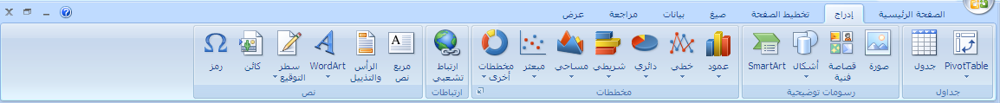 الصفحة الرئيسية إدراج تخطيط الصفحة صيغ بيانات مراجعة عرض
PivotTable جدول صورة قصاصة فنية أشكال SmartArt عمود خطي دائري شريطي مساحي مبعثر مخططات أخرى ارتباط تشعبي مربع نص الرأس والتذييل WordArt سطر التوقيع كائن رمز
جداول رسومات توضيحية مخططات ارتباطات نص